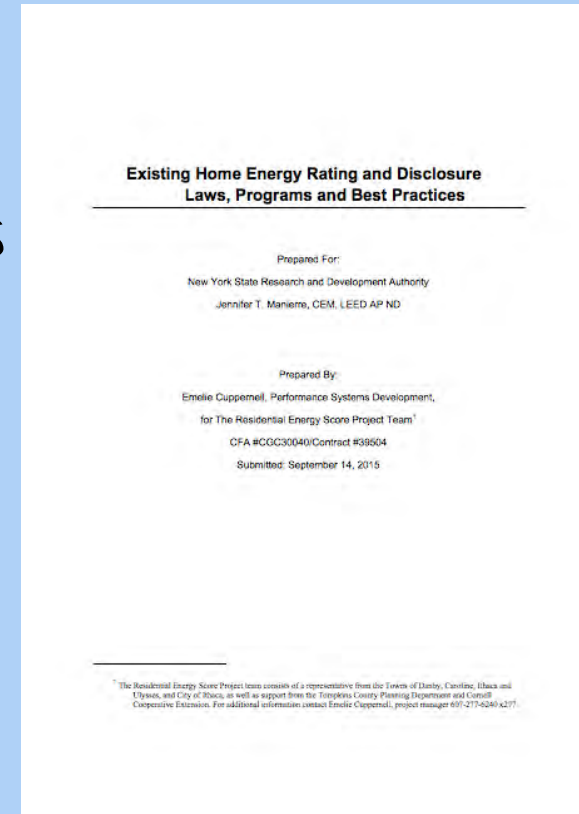 Existing Home Energy Rating and Disclosure
Laws, Programs and Best Practices
Prepared For:
New York State Research and Development Authority
Jennifer T. Manierre, CEM, LEED AP ND
Prepared By:
Emelie Cuppernell, Performance Systems Development,
for The Residential Energy Score Project Team¹
CFA #CGC30040/Contract #39504
Submitted: September 14, 2015
¹ The Residential Energy Score Project team consists of a representative from the Towns of Danby, Caroline, Ithaca and
Ulysses, and City of Ithaca, as well as support from the Tompkins County Planning Department and Cornell
Cooperative Extension. For additional information contact Emelie Cuppernell, project manager 607-277-6240 x297